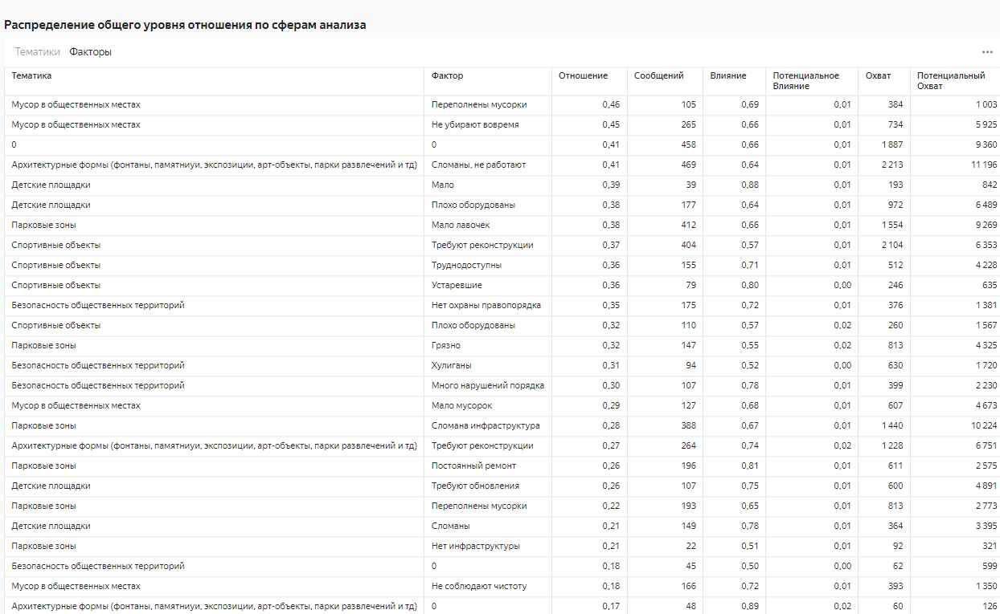 Распределение общего уровня отношения по сферам анализа
Тематики Факторы
Тематика Фактор Отношение Сообщений Влияние Потенциальное Влияние Охват Потенциальный Охват
Мусор в общественных местах Переполнены мусорки 0,46 105 0,69 0,01 384 1 003
Мусор в общественных местах Не убирают вовремя 0,45 265 0,66 0,01 734 5 925
0 0 0,41 458 0,66 0,01 1 887 9 360
Архитектурные формы (фонтаны, памятниуи, экспозиции, арт-объекты, парки развлечений и тд) Сломаны, не работают 0,41 469 0,64 0,01 2 213 11 196
Детские площадки Мало 0,39 39 0,88 0,01 193 842
Детские площадки Плохо оборудованы 0,38 177 0,64 0,01 972 6 489
Парковые зоны Мало лавочек 0,38 412 0,66 0,01 1 554 9 269
Спортивные объекты Требуют реконструкции 0,37 404 0,57 0,01 2 104 6 353
Спортивные объекты Труднодоступны 0,36 155 0,71 0,01 512 4 228
Спортивные объекты Устаревшие 0,36 79 0,80 0,00 246 635
Безопасность общественных территорий Нет охраны правопорядка 0,35 175 0,72 0,01 376 1 381
Спортивные объекты Плохо оборудованы 0,32 110 0,57 0,02 260 1 567
Парковые зоны Грязно 0,32 147 0,55 0,02 813 4 325
Безопасность общественных территорий Хулиганы 0,31 94 0,52 0,00 630 1 720
Безопасность общественных территорий Много нарушений порядка 0,30 107 0,78 0,01 399 2 230
Мусор в общественных местах Мало мусорок 0,29 127 0,68 0,01 607 4 673
Парковые зоны Сломана инфраструктура 0,28 388 0,67 0,01 1 440 10 224
Архитектурные формы (фонтаны, памятниуи, экспозиции, арт-объекты, парки развлечений и тд) Требуют реконструкции 0,27 264 0,74 0,02 1 228 6 751
Парковые зоны Постоянный ремонт 0,26 196 0,81 0,01 611 2 575
Детские площадки Требуют обновления 0,26 107 0,75 0,01 600 4 891
Парковые зоны Переполнены мусорки 0,22 193 0,65 0,01 813 2 773
Детские площадки Сломаны 0,21 149 0,78 0,01 364 3 395
Парковые зоны Нет инфраструктуры 0,21 22 0,51 0,01 92 321
Безопасность общественных территорий 0 0,18 45 0,50 0,00 62 599
Мусор в общественных местах Не соблюдают чистоту 0,18 166 0,72 0,01 393 1 350
Архитектурные формы (фонтаны, памятниуи, экспозиции, арт-объекты, парки развлечений и тд) 0 0,17 48 0,89 0,02 60 126